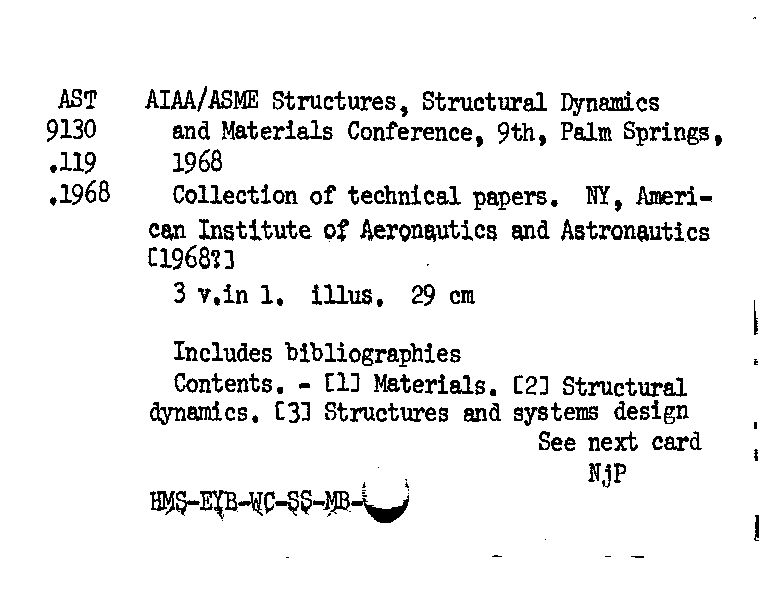 AST AIAA/ASME Structures, Structural Dynamics
9130 and Materials Conference, 9th, Palm Springs,
.119 1968
.1968 Collection of technical papers. NY, Ameri-
can Institute of Aeronautics and Astronautics
[1968?]
3 v.in 1. illus. 29 cm
Includes bibliographies
Contents. - [1] Materials. [2] Structural
dynamics. [3] Structures and systems design
See next card
NjP
HMS-EYB-WC-SS-MB-